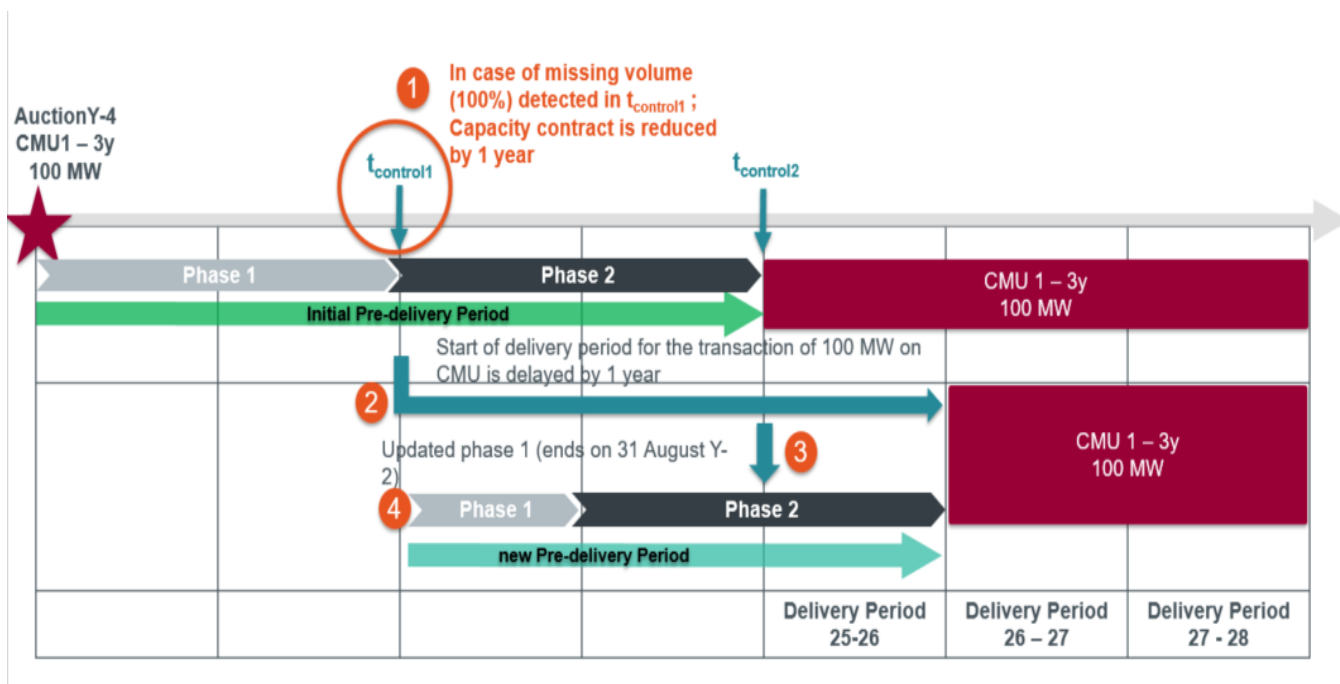 1
In case of missing volume
(100%) detected in tcontrol1 ;
Capacity contract is reduced
by 1 year
AuctionY-4
CMU1 – 3y
100 MW
tcontrol1
tcontrol2
Phase 1
Phase 2
CMU 1 – 3y
100 MW
Initial Pre-delivery Period
Start of delivery period for the transaction of 100 MW on
CMU is delayed by 1 year
2
CMU 1 – 3y
100 MW
Updated phase 1 (ends on 31 August Y-
2)
3
4
Phase 1
Phase 2
new Pre-delivery Period
Delivery Period
25-26
Delivery Period
26 – 27
Delivery Period
27 - 28